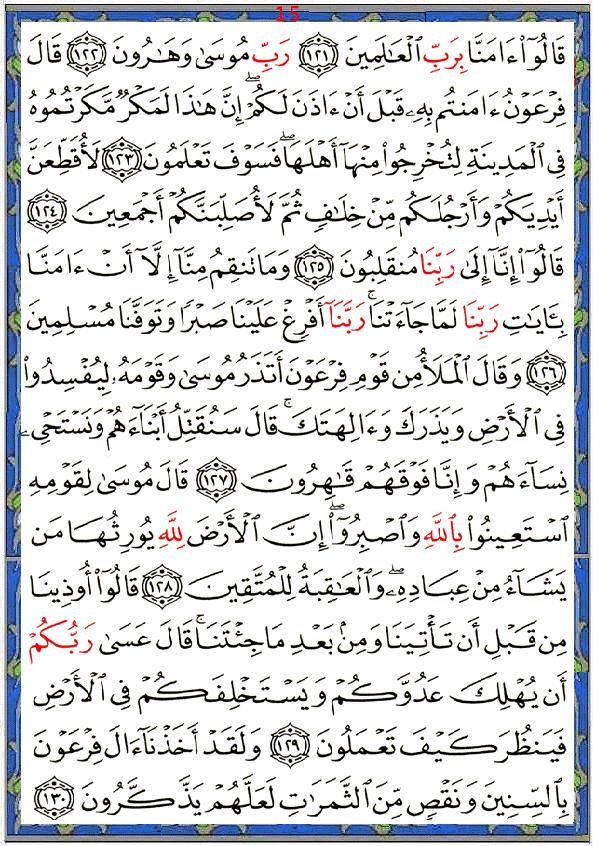 15
قَالُوٓا۟ ءَامَنَّا بِرَبِّ ٱلْعَـٰلَمِينَ ۝١٢١ رَبِّ مُوسَىٰ وَهَـٰرُونَ ۝١٢٢ قَالَ
فِرْعَوْنُ ءَامَنتُم بِهِۦ قَبْلَ أَنْ ءَاذَنَ لَكُمْ ۖ إِنَّ هَـٰذَا لَمَكْرٌ مَّكَرْتُمُوهُ
فِى ٱلْمَدِينَةِ لِتُخْرِجُوا۟ مِنْهَآ أَهْلَهَا ۖ فَسَوْفَ تَعْلَمُونَ ۝١٢٣ لَأُقَطِّعَنَّ
أَيْدِيَكُمْ وَأَرْجُلَكُم مِّنْ خِلَـٰفٍ ثُمَّ لَأُصَلِّبَنَّكُمْ أَجْمَعِينَ ۝١٢٤
قَالُوٓا۟ إِنَّآ إِلَىٰ رَبِّنَا مُنقَلِبُونَ ۝١٢٥ وَمَا تَنقِمُ مِنَّآ إِلَّآ أَنْ ءَامَنَّا
بِـَٔايَـٰتِ رَبِّنَا لَمَّا جَآءَتْنَا ۚ رَبَّنَآ أَفْرِغْ عَلَيْنَا صَبْرًا وَتَوَفَّنَا مُسْلِمِينَ
۝١٢٦ وَقَالَ ٱلْمَلَأُ مِن قَوْمِ فِرْعَوْنَ أَتَذَرُ مُوسَىٰ وَقَوْمَهُۥ لِيُفْسِدُوا۟
فِى ٱلْأَرْضِ وَيَذَرَكَ وَءَالِهَتَكَ ۚ قَالَ سَنُقَتِّلُ أَبْنَآءَهُمْ وَنَسْتَحْىِۦ
نِسَآءَهُمْ وَإِنَّا فَوْقَهُمْ قَـٰهِرُونَ ۝١٢٧ قَالَ مُوسَىٰ لِقَوْمِهِ
ٱسْتَعِينُوا۟ بِٱللَّهِ وَٱصْبِرُوٓا۟ ۖ إِنَّ ٱلْأَرْضَ لِلَّهِ يُورِثُهَا مَن
يَشَآءُ مِنْ عِبَادِهِۦ ۖ وَٱلْعَـٰقِبَةُ لِلْمُتَّقِينَ ۝١٢٨ قَالُوٓا۟ أُوذِينَا
مِن قَبْلِ أَن تَأْتِيَنَا وَمِنۢ بَعْدِ مَا جِئْتَنَا ۚ قَالَ عَسَىٰ رَبُّكُمْ
أَن يُهْلِكَ عَدُوَّكُمْ وَيَسْتَخْلِفَكُمْ فِى ٱلْأَرْضِ
فَيَنظُرَ كَيْفَ تَعْمَلُونَ ۝١٢٩ وَلَقَدْ أَخَذْنَآ ءَالَ فِرْعَوْنَ
بِٱلسِّنِينَ وَنَقْصٍ مِّنَ ٱلثَّمَرَٰتِ لَعَلَّهُمْ يَذَّكَّرُونَ ۝١٣٠